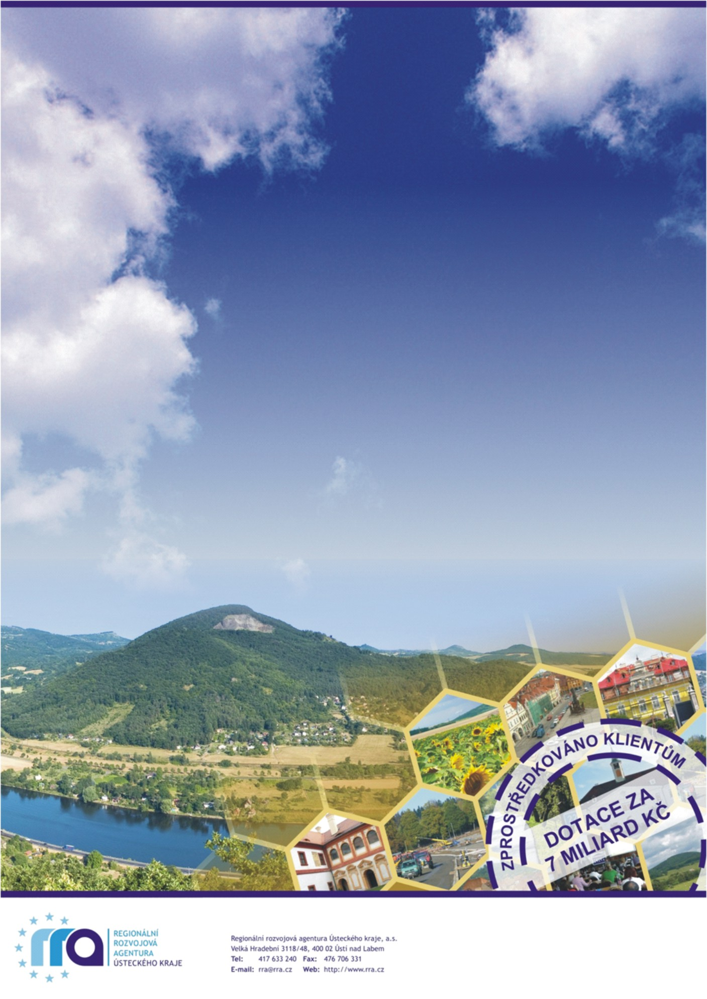 ZPROSTŘEDKOVÁNO KLIENTŮM
DOTACE ZA
7 MILIARD KČ
rra
REGIONÁLNÍ
ROZVOJOVÁ
AGENTURA
ÚSTECKÉHO KRAJE
Regionální rozvojová agentura Ústeckého kraje, a.s.
Velká Hradební 3118/48, 400 02 Ústí nad Labem
Tel: 417 633 240 Fax: 476 706 331
E-mail: rra@rra.cz Web: http://www.rra.cz